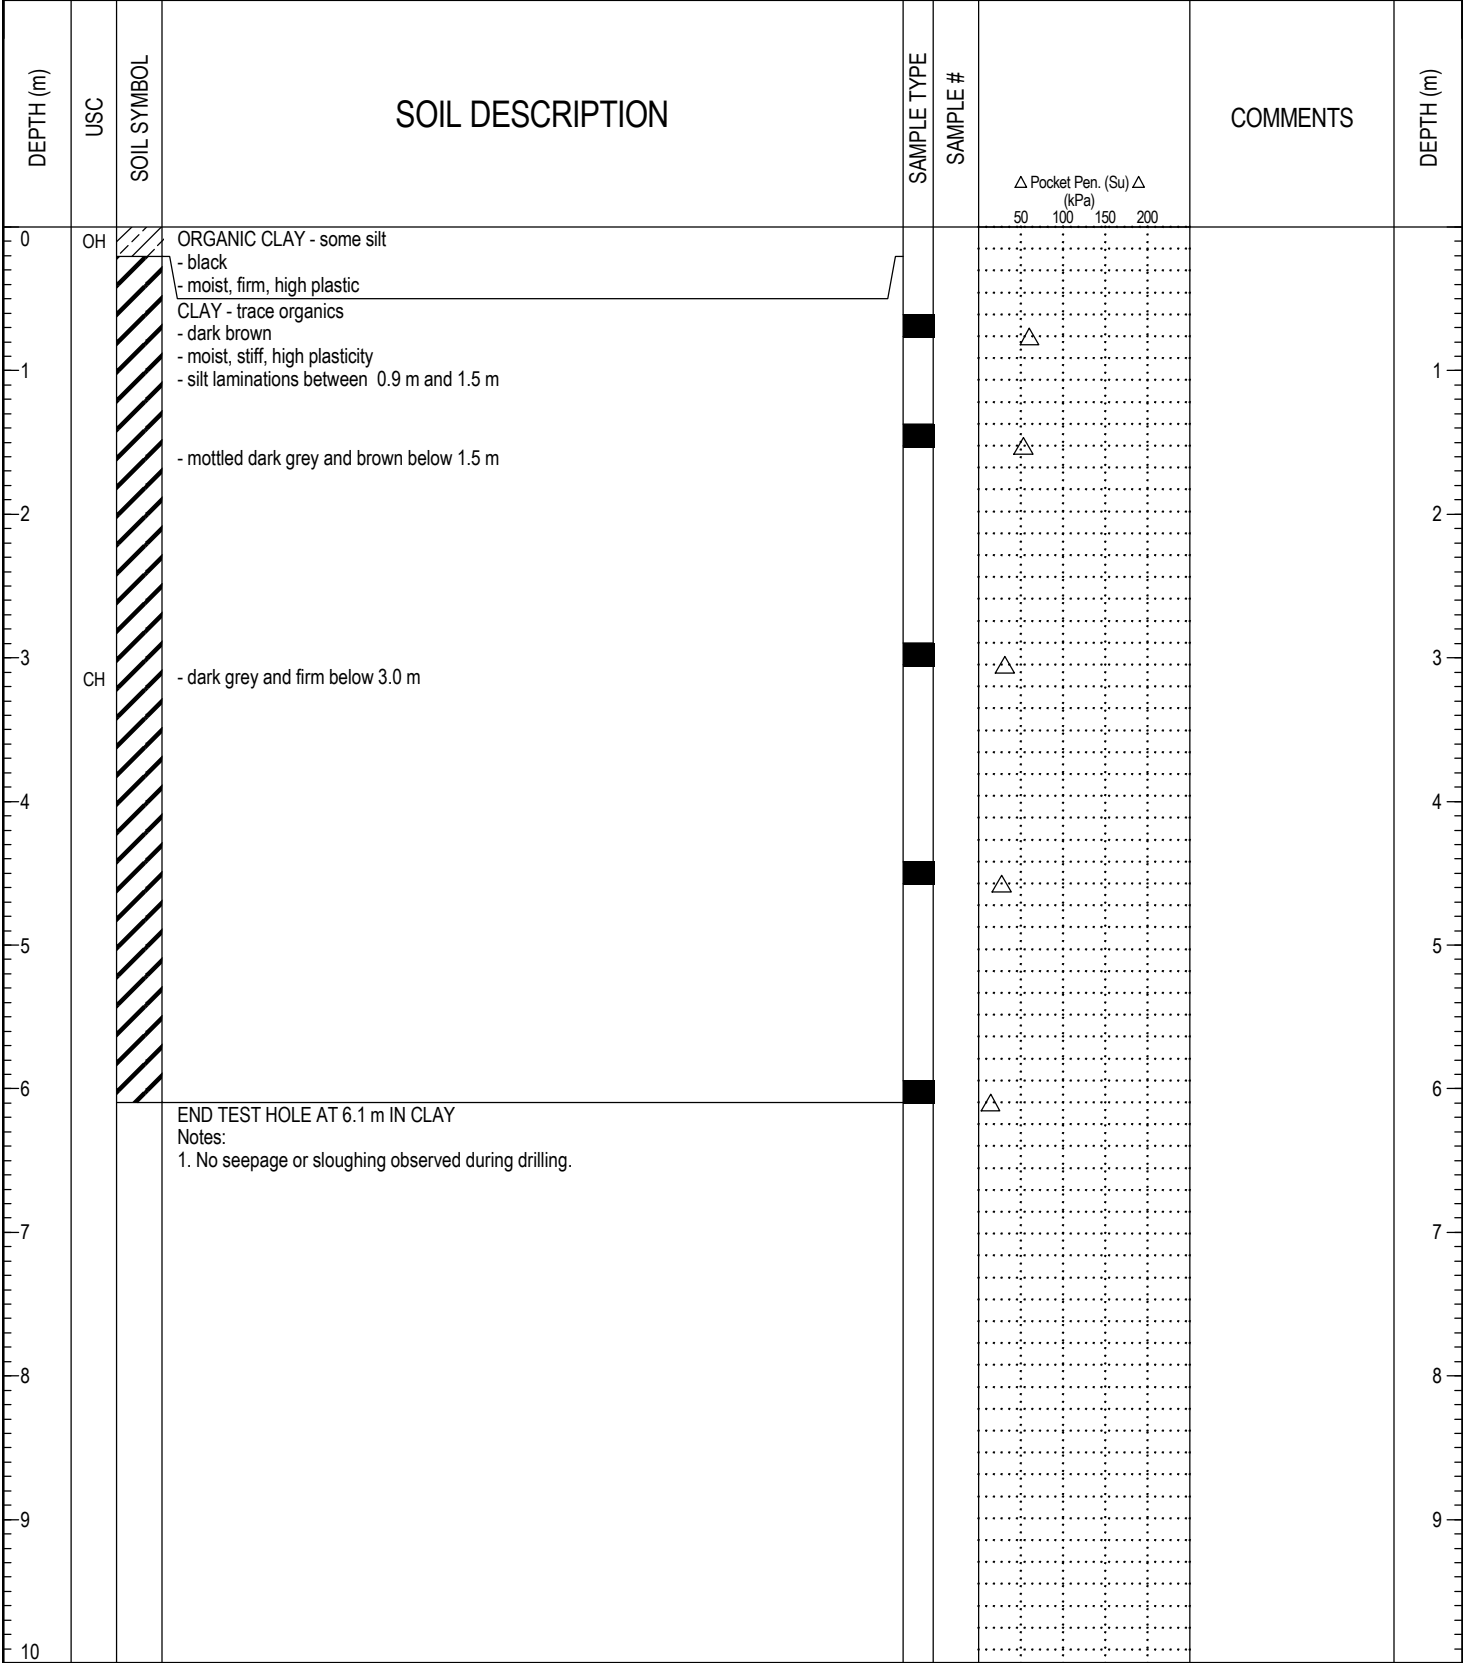 DEPTH (m)
USC
SOIL SYMBOL
SOIL DESCRIPTION
SAMPLE TYPE
SAMPLE #
△ Pocket Pen. (Su) △
(kPa)
50 100 150 200
COMMENTS
DEPTH (m)
0
OH
ORGANIC CLAY - some silt
- black
- moist, firm, high plastic
CLAY - trace organics
- dark brown
- moist, stiff, high plasticity
1
- silt laminations between 0.9 m and 1.5 m
1
- mottled dark grey and brown below 1.5 m
2
2
3
3
CH
- dark grey and firm below 3.0 m
4
4
5
5
6
6
END TEST HOLE AT 6.1 m IN CLAY
Notes:
1. No seepage or sloughing observed during drilling.
7
7
8
8
9
9
10